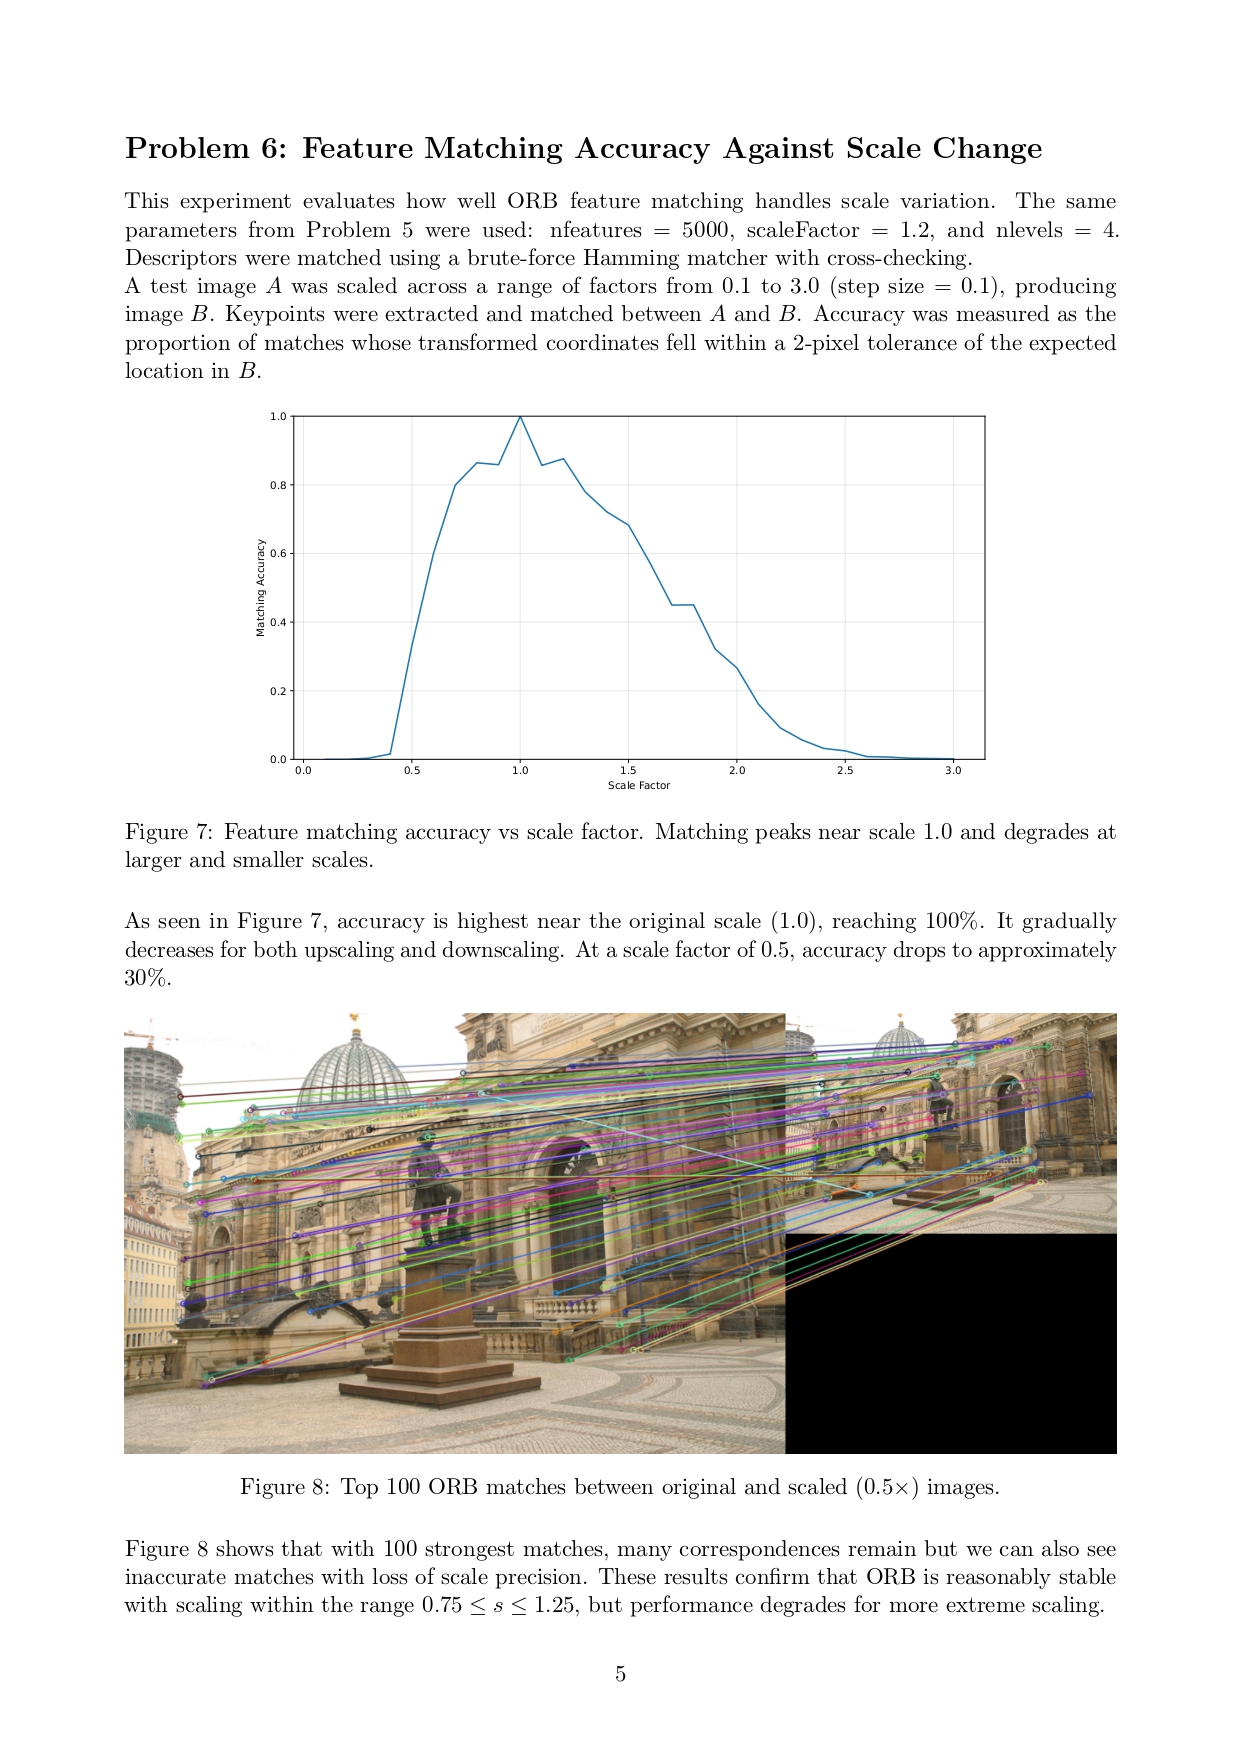 Problem 6: Feature Matching Accuracy Against Scale Change
This experiment evaluates how well ORB feature matching handles scale variation. The same
parameters from Problem 5 were used: nfeatures = 5000, scaleFactor = 1.2, and nlevels = 4.
Descriptors were matched using a brute-force Hamming matcher with cross-checking.
A test image A was scaled across a range of factors from 0.1 to 3.0 (step size = 0.1), producing
image B. Keypoints were extracted and matched between A and B. Accuracy was measured as the
proportion of matches whose transformed coordinates fell within a 2-pixel tolerance of the expected
location in B.
1.0
0.8
0.6
0.4
0.2
0.0
Matching Accuracy
0.0 0.5 1.0 1.5 2.0 2.5 3.0
Scale Factor
Figure 7: Feature matching accuracy vs scale factor. Matching peaks near scale 1.0 and degrades at
larger and smaller scales.
As seen in Figure 7, accuracy is highest near the original scale (1.0), reaching 100%. It gradually
decreases for both upscaling and downscaling. At a scale factor of 0.5, accuracy drops to approximately
30%.
Figure 8: Top 100 ORB matches between original and scaled (0.5×) images.
Figure 8 shows that with 100 strongest matches, many correspondences remain but we can also see
inaccurate matches with loss of scale precision. These results confirm that ORB is reasonably stable
with scaling within the range 0.75 ≤ s ≤ 1.25, but performance degrades for more extreme scaling.
5